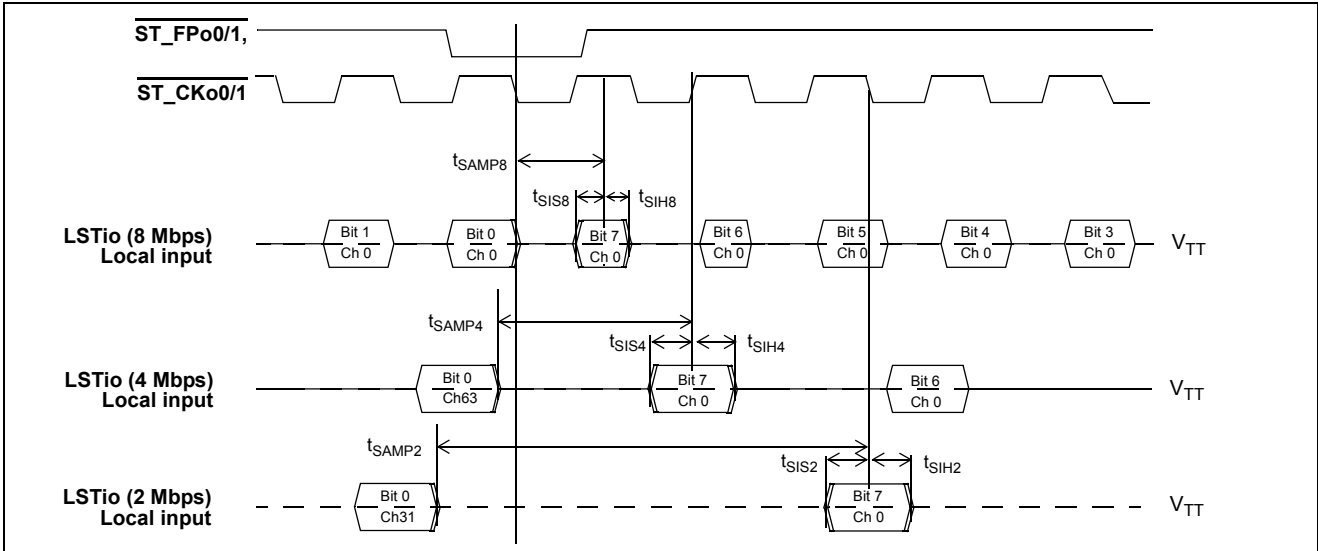 ST_FPo0/1,
ST_CKo0/1
tSAMP8
tSIS8
tSIH8
LSTio (8 Mbps)
Local input
Bit 1
Ch 0
Bit 0
Ch 0
Bit 7
Ch 0
Bit 6
Ch 0
Bit 5
Ch 0
Bit 4
Ch 0
Bit 3
Ch 0
VTT
tSAMP4
tSIS4
tSIH4
LSTio (4 Mbps)
Local input
Bit 0
Ch63
Bit 7
Ch 0
Bit 6
Ch 0
VTT
tSAMP2
tSIS2
tSIH2
LSTio (2 Mbps)
Local input
Bit 0
Ch31
Bit 7
Ch 0
VTT